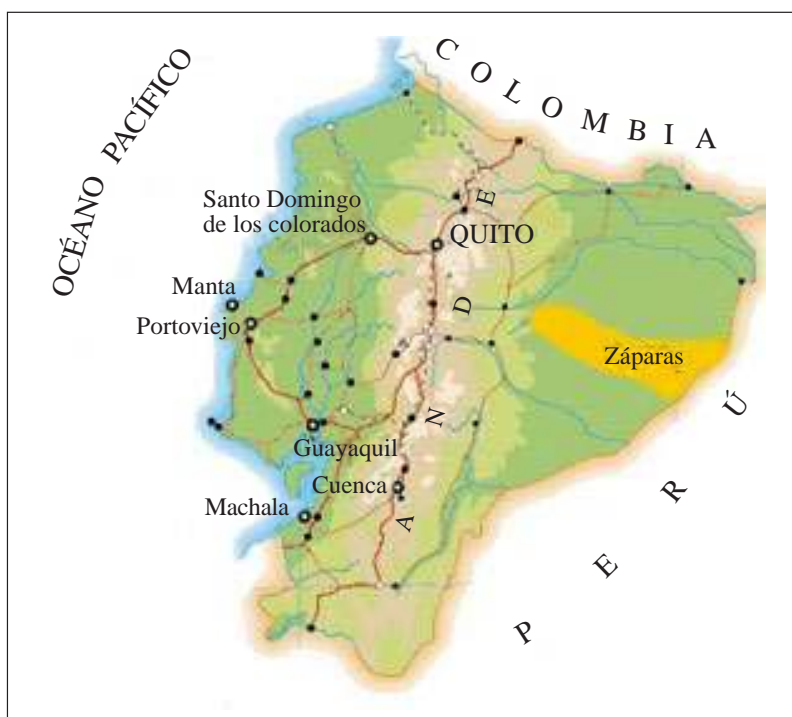 COLOMBIA
OCÉANO PACÍFICO
Santo Domingo
de los colorados
QUITO
Manta
Portoviejo
Záparas
Guayaquil
Cuenca
Machala
ANDE
PERÚ